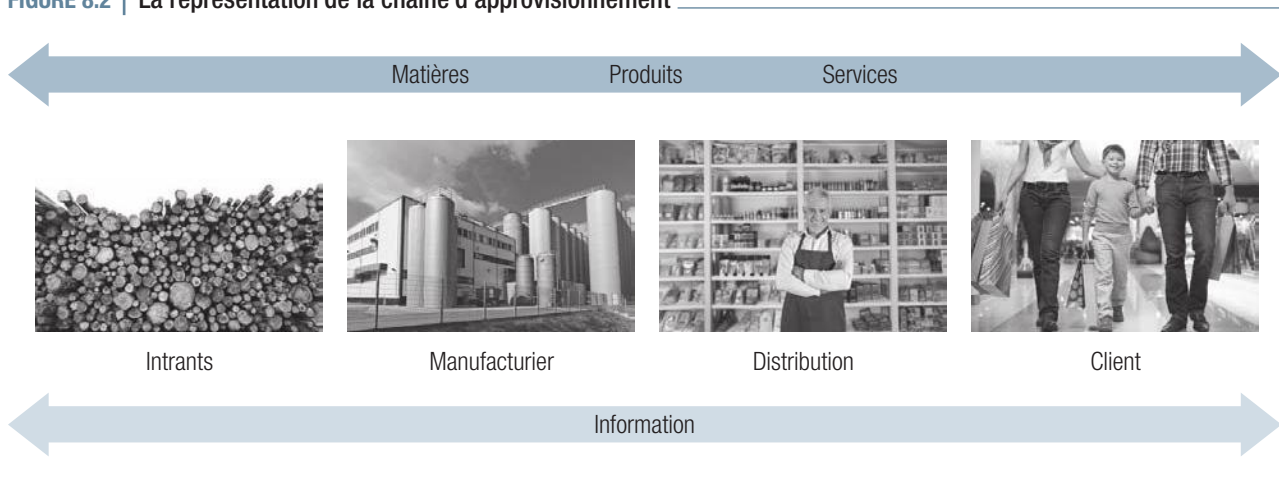 FIGURE 8.2 | La représentation de la chaîne d'approvisionnement
Matières Produits Services
Intrants Manufacturier Distribution Client
Information